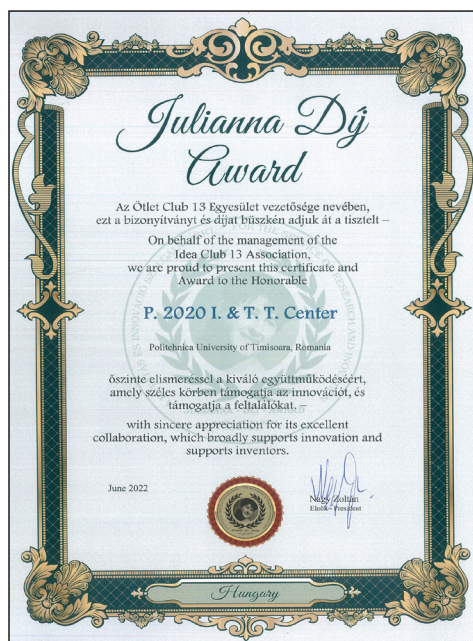 Julianna Díj
Award
Az Ötlet Club 13 Egyesület vezetősége nevében,
ezt a bizonyítványt és díjat büszkén adjuk át a tisztelt –
On behalf of the management of the
Idea Club 13 Association,
we are proud to present this certificate and
Award to the Honorable
P. 2020 I. & T. T. Center
Politehnica University of Timisoara, Romania
őszinte elismeréssel a kiváló együttműködéséért,
amely széles körben támogatja az innovációt, és
támogatja a feltalálókat. –
with sincere appreciation for its excellent
collaboration, which broadly supports innovation and
supports inventors.
June 2022
Nagy Zoltán
Elnök - President
Hungary